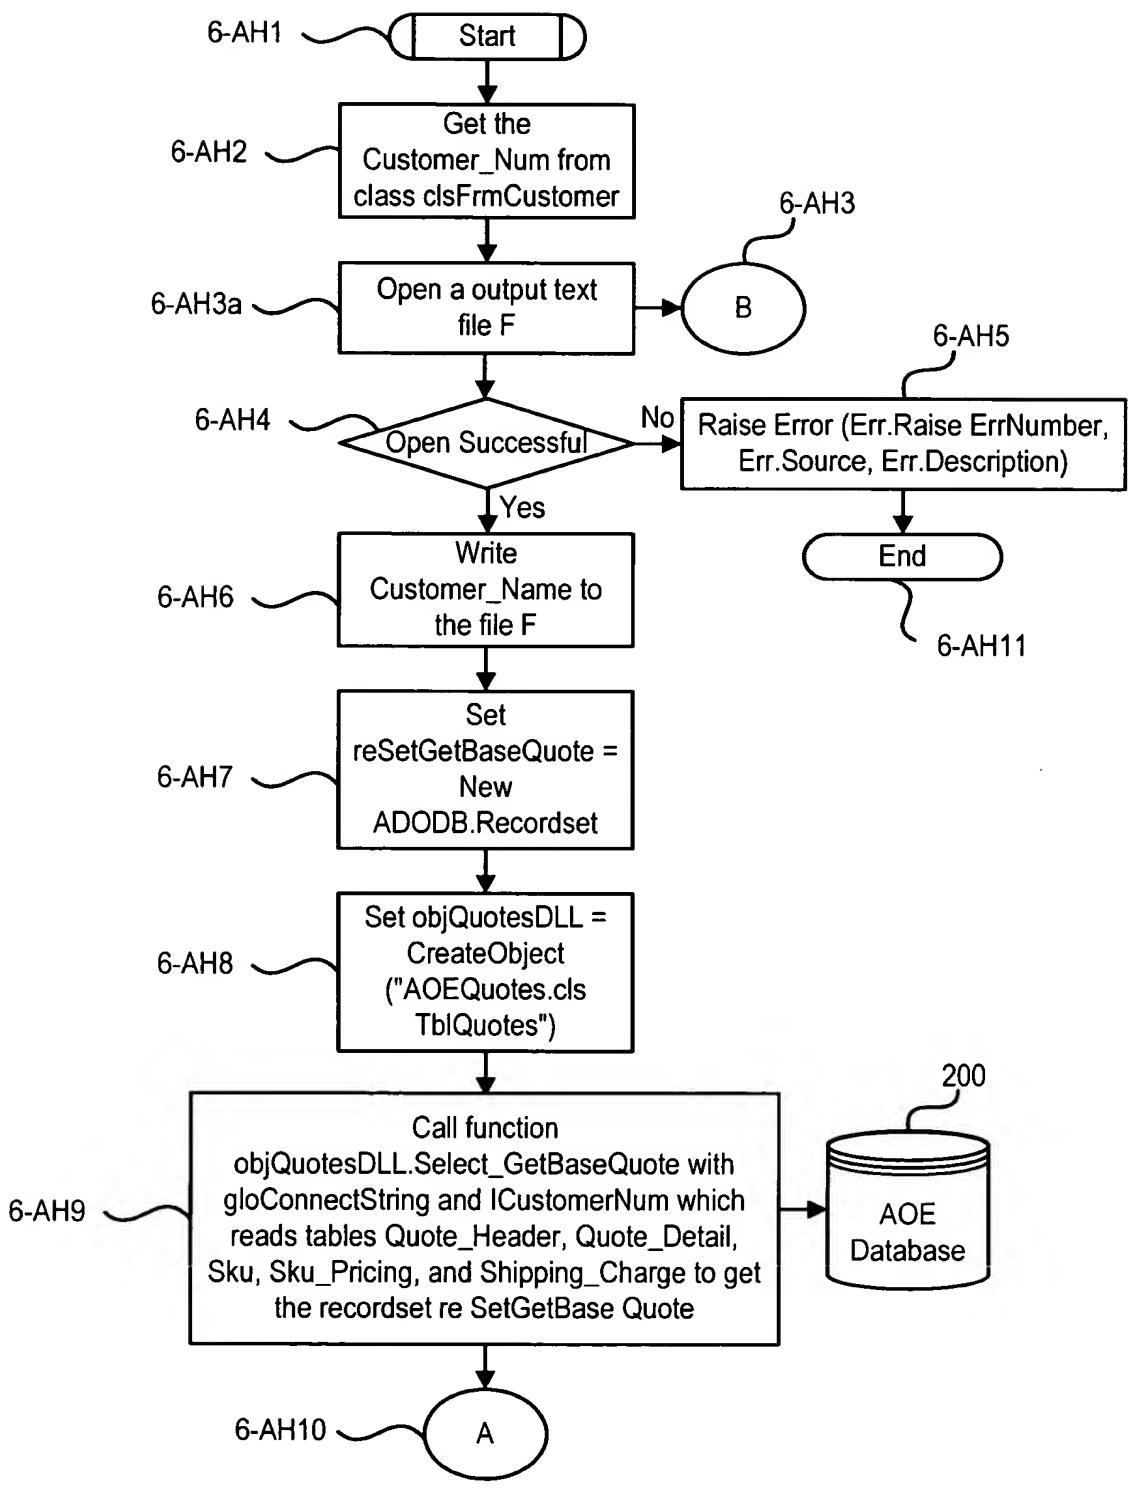 6-AH1
Start
6-AH2
Get the
Customer_Num from
class clsFrmCustomer
6-AH3
6-AH3a
Open a output text
file F
B
6-AH5
6-AH4
Open Successful
No
Raise Error (Err.Raise ErrNumber,
Err.Source, Err.Description)
Yes
End
6-AH11
6-AH6
Write
Customer_Name to
the file F
6-AH7
Set
reSetGetBaseQuote =
New
ADODB.Recordset
6-AH8
Set objQuotesDLL =
CreateObject
("AOEQuotes.cls
TblQuotes")
200
6-AH9
Call function
objQuotesDLL.Select_GetBaseQuote with
gloConnectString and lCustomerNum which
reads tables Quote_Header, Quote_Detail,
Sku, Sku_Pricing, and Shipping_Charge to get
the recordset re SetGetBase Quote
AOE
Database
6-AH10
A